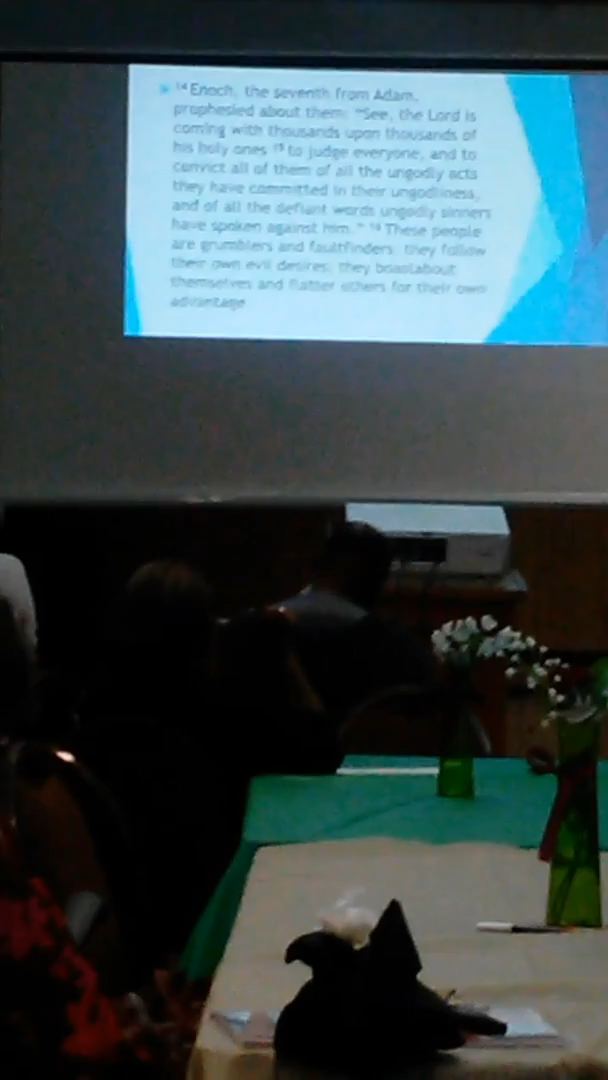 14 Enoch, the seventh from Adam,
prophesied about them: "See, the Lord is
coming with thousands upon thousands of
his holy ones 15 to judge everyone, and to
convict all of them of all the ungodly acts
they have committed in their ungodliness,
and of all the defiant words ungodly sinners
have spoken against him." 16 These people
are grumblers and faultfinders; they follow
their own evil desires; they boastabout
themselves and flatter others for their own
advantage